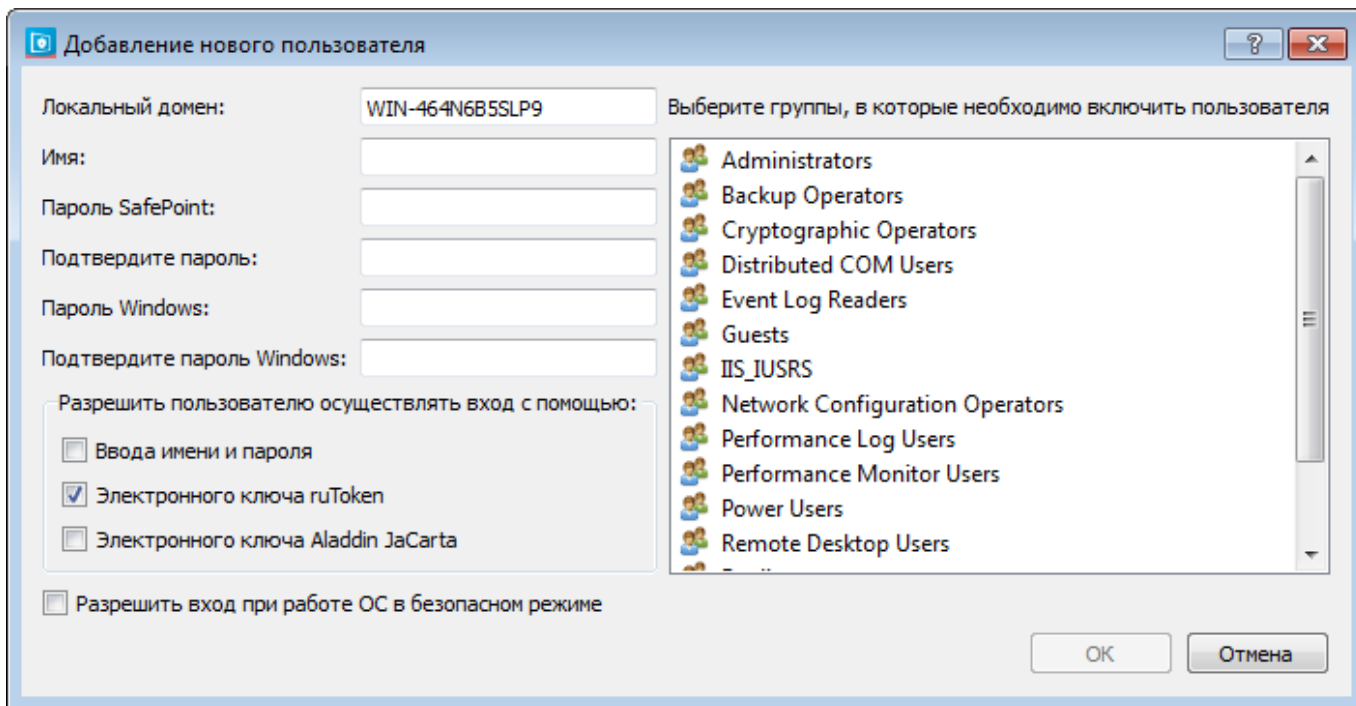 Добавление нового пользователя
?
Локальный домен:
WIN-464N6B5SLP9
Имя:
Пароль SafePoint:
Подтвердите пароль:
Пароль Windows:
Подтвердите пароль Windows:
Разрешить пользователю осуществлять вход с помощью:
Ввода имени и пароля
Электронного ключа ruToken
Электронного ключа Aladdin JaCarta
Разрешить вход при работе ОС в безопасном режиме
Выберите группы, в которые необходимо включить пользователя
Administrators
Backup Operators
Cryptographic Operators
Distributed COM Users
Event Log Readers
Guests
IIS_IUSRS
Network Configuration Operators
Performance Log Users
Performance Monitor Users
Power Users
Remote Desktop Users
OK
Отмена